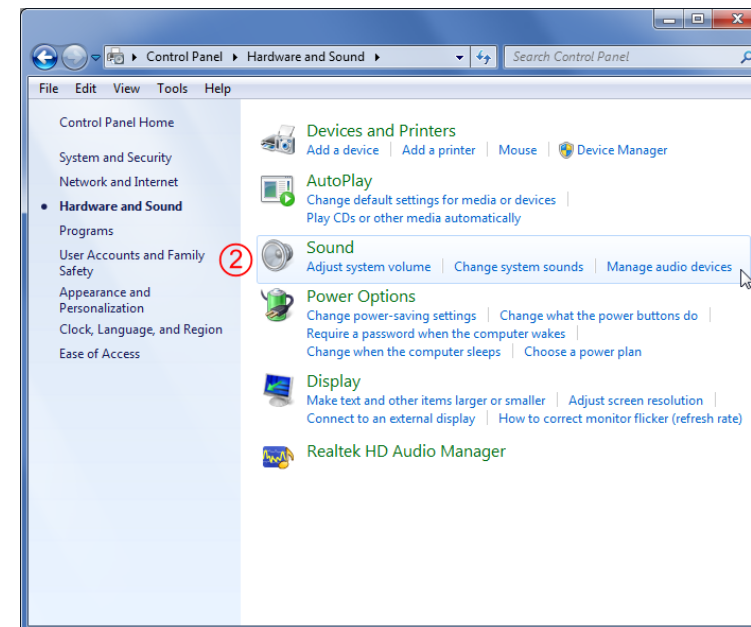 Control Panel Hardware and Sound Search Control Panel
File Edit View Tools Help
Control Panel Home
System and Security
Network and Internet
Hardware and Sound
Programs
User Accounts and Family
Safety
Appearance and
Personalization
Clock, Language, and Region
Ease of Access
Devices and Printers
Add a device Add a printer Mouse Device Manager
AutoPlay
Change default settings for media or devices
Play CDs or other media automatically
2
Sound
Adjust system volume Change system sounds Manage audio devices
Power Options
Change power-saving settings Change what the power buttons do
Require a password when the computer wakes
Change when the computer sleeps Choose a power plan
Display
Make text and other items larger or smaller Adjust screen resolution
Connect to an external display How to correct monitor flicker (refresh rate)
Realtek HD Audio Manager